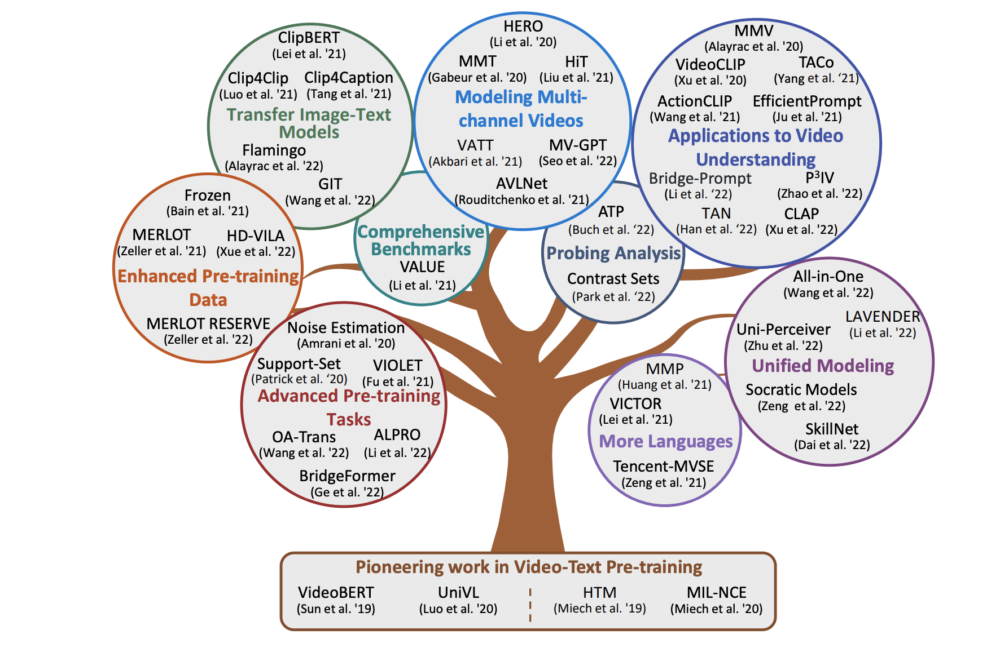 ClipBERT
(Lei et al. '21)
Clip4Clip
(Luo et al. '21)
Clip4Caption
(Tang et al. '21)
Transfer Image-Text
Models
Flamingo
(Alayrac et al. '22)
GIT
(Wang et al. '22)
HERO
(Li et al. '20)
MMT
(Gabeur et al. '20)
HiT
(Liu et al. '21)
Modeling Multi-
channel Videos
VATT
(Akbari et al. '21)
MV-GPT
(Seo et al. '22)
AVLNet
(Rouditchenko et al. '21)
MMV
(Alayrac et al. '20)
VideoCLIP
(Xu et al. '20)
TACo
(Yang et al. ‘21)
ActionCLIP
(Wang et al. '21)
EfficientPrompt
(Ju et al. '21)
Applications to Video
Understanding
Bridge-Prompt
(Li et al. ‘22)
P³IV
(Zhao et al. '22)
TAN
(Han et al. ‘22)
CLAP
(Xu et al. '22)
Frozen
(Bain et al. '21)
MERLOT
(Zeller et al. '21)
HD-VILA
(Xue et al. '22)
Enhanced Pre-training
Data
MERLOT RESERVE
(Zeller et al. '22)
Comprehensive
Benchmarks
VALUE
(Li et al. '21)
ATP
(Buch et al. ‘22)
Probing Analysis
Contrast Sets
(Park et al. ‘22)
Noise Estimation
(Amrani et al. '20)
Support-Set
(Patrick et al. ‘20)
VIOLET
(Fu et al. '21)
Advanced Pre-training
Tasks
OA-Trans
(Wang et al. '22)
ALPRO
(Li et al. '22)
BridgeFormer
(Ge et al. '22)
All-in-One
(Wang et al. '22)
LAVENDER
(Li et al. '22)
Uni-Perceiver
(Zhu et al. '22)
Unified Modeling
Socratic Models
(Zeng et al. '22)
SkillNet
(Dai et al. '22)
MMP
(Huang et al. '21)
VICTOR
(Lei et al. '21)
More Languages
Tencent-MVSE
(Zeng et al. '21)
Pioneering work in Video-Text Pre-training
VideoBERT
(Sun et al. '19)
UniVL
(Luo et al. '20)
HTM
(Miech et al. '19)
MIL-NCE
(Miech et al. '20)